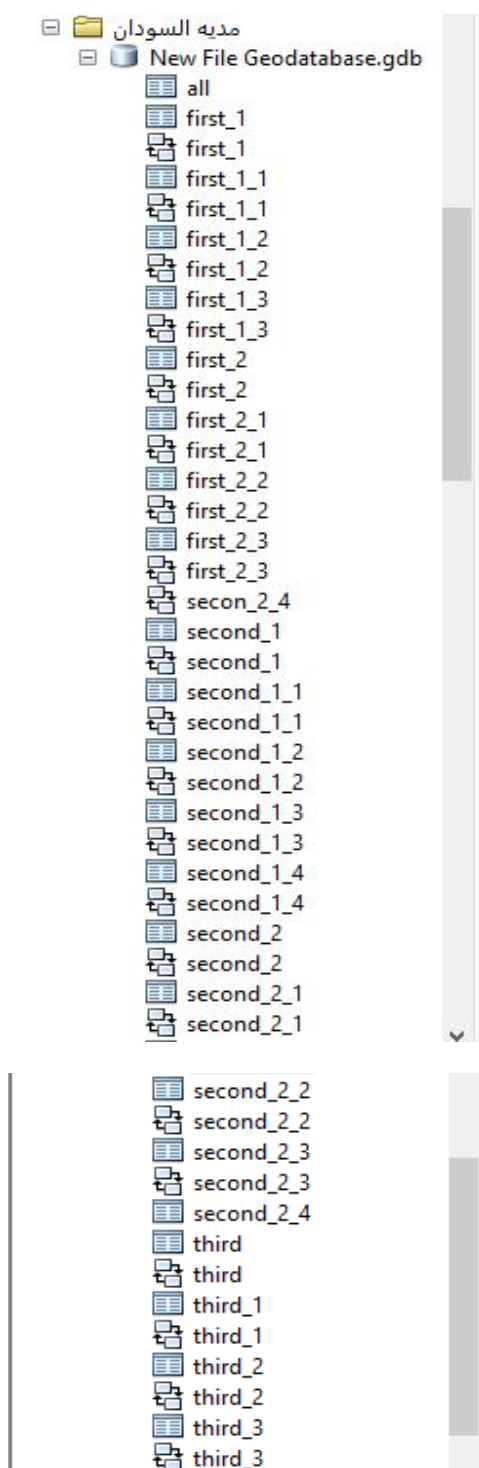 مديه السودان
New File Geodatabase.gdb
all
first_1
first_1
first_1_1
first_1_1
first_1_2
first_1_2
first_1_3
first_1_3
first_2
first_2
first_2_1
first_2_1
first_2_2
first_2_2
first_2_3
first_2_3
secon_2_4
second_1
second_1
second_1_1
second_1_1
second_1_2
second_1_2
second_1_3
second_1_3
second_1_4
second_1_4
second_2
second_2
second_2_1
second_2_1
second_2_2
second_2_2
second_2_3
second_2_3
second_2_4
third
third
third_1
third_1
third_2
third_2
third_3
third_3